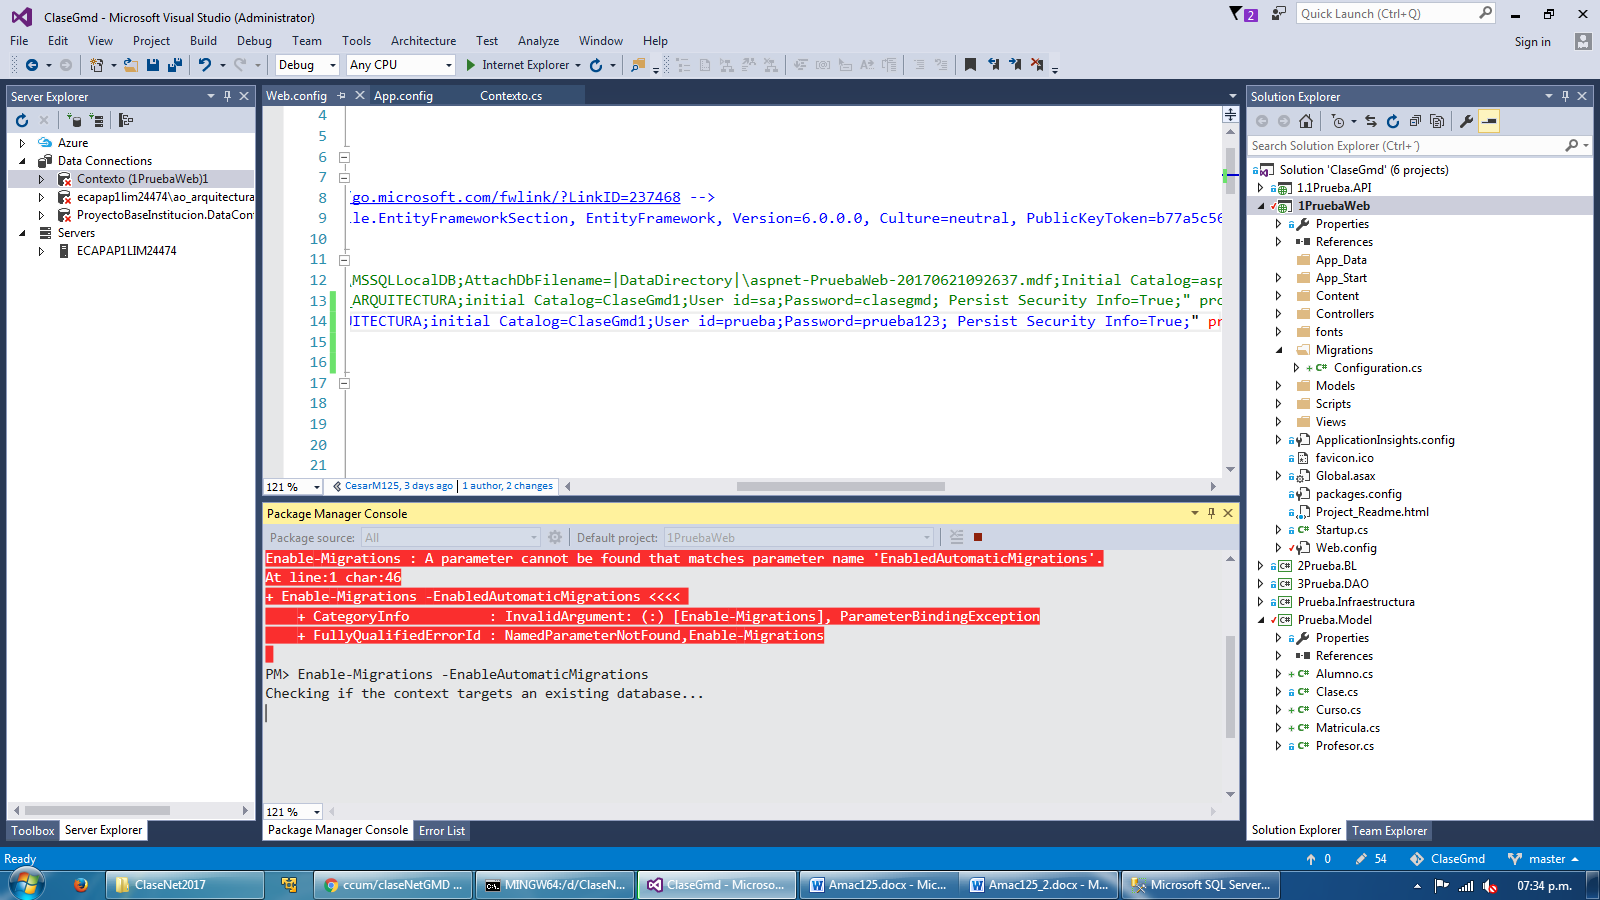 ClaseGmd - Microsoft Visual Studio (Administrator)
2
Quick Launch (Ctrl+Q)
File Edit View Project Build Debug Team Tools Architecture Test Analyze Window Help
Sign in
Debug
Any CPU
Internet Explorer
Server Explorer
Azure
Data Connections
Contexto (1PruebaWeb)1
ecapap1lim24474\ao_arquitectura
ProyectoBaseInstitucion.DataCon
Servers
ECAPAP1LIM24474
Toolbox
Server Explorer
Web.config
App.config
Contexto.cs
4
5
6
7
8 go.microsoft.com/fwlink/?LinkID=237468 -->
9 le.EntityFrameworkSection, EntityFramework, Version=6.0.0.0, Culture=neutral, PublicKeyToken=b77a5c56
10
11
12 MSSQLLocalDB;AttachDbFilename=|DataDirectory|\aspnet-PruebaWeb-20170621092637.mdf;Initial Catalog=asp
13 ARQUITECTURA;initial Catalog=ClaseGmd1;User id=sa;Password=clasegmd; Persist Security Info=True;" pro
14 UITECTURA;initial Catalog=ClaseGmd1;User id=prueba;Password=prueba123; Persist Security Info=True;" pr
15
16
17
18
19
20
21
121 %
CesarM125, 3 days ago | 1 author, 2 changes
Package Manager Console
Package source: All
Default project: 1PruebaWeb
Enable-Migrations : A parameter cannot be found that matches parameter name 'EnabledAutomaticMigrations'.
At line:1 char:46
+ Enable-Migrations -EnabledAutomaticMigrations <<<<
+ CategoryInfo : InvalidArgument: (:) [Enable-Migrations], ParameterBindingException
+ FullyQualifiedErrorId : NamedParameterNotFound,Enable-Migrations
PM> Enable-Migrations -EnableAutomaticMigrations
Checking if the context targets an existing database...
121 %
Package Manager Console
Error List
Solution Explorer
Search Solution Explorer (Ctrl+´)
Solution 'ClaseGmd' (6 projects)
1.1Prueba.API
1PruebaWeb
Properties
References
App_Data
App_Start
Content
Controllers
fonts
Migrations
Configuration.cs
Models
Scripts
Views
ApplicationInsights.config
favicon.ico
Global.asax
packages.config
Project_Readme.html
Startup.cs
Web.config
2Prueba.BL
3Prueba.DAO
Prueba.Infraestructura
Prueba.Model
Properties
References
Alumno.cs
Clase.cs
Curso.cs
Matricula.cs
Profesor.cs
Solution Explorer
Team Explorer
Ready
0
54
ClaseGmd
master
ClaseNet2017
ccum/claseNetGMD ...
MINGW64:/d/ClaseN...
ClaseGmd - Microso...
Amac125.docx - Mic...
Amac125_2.docx - M...
Microsoft SQL Server...
07:34 p.m.